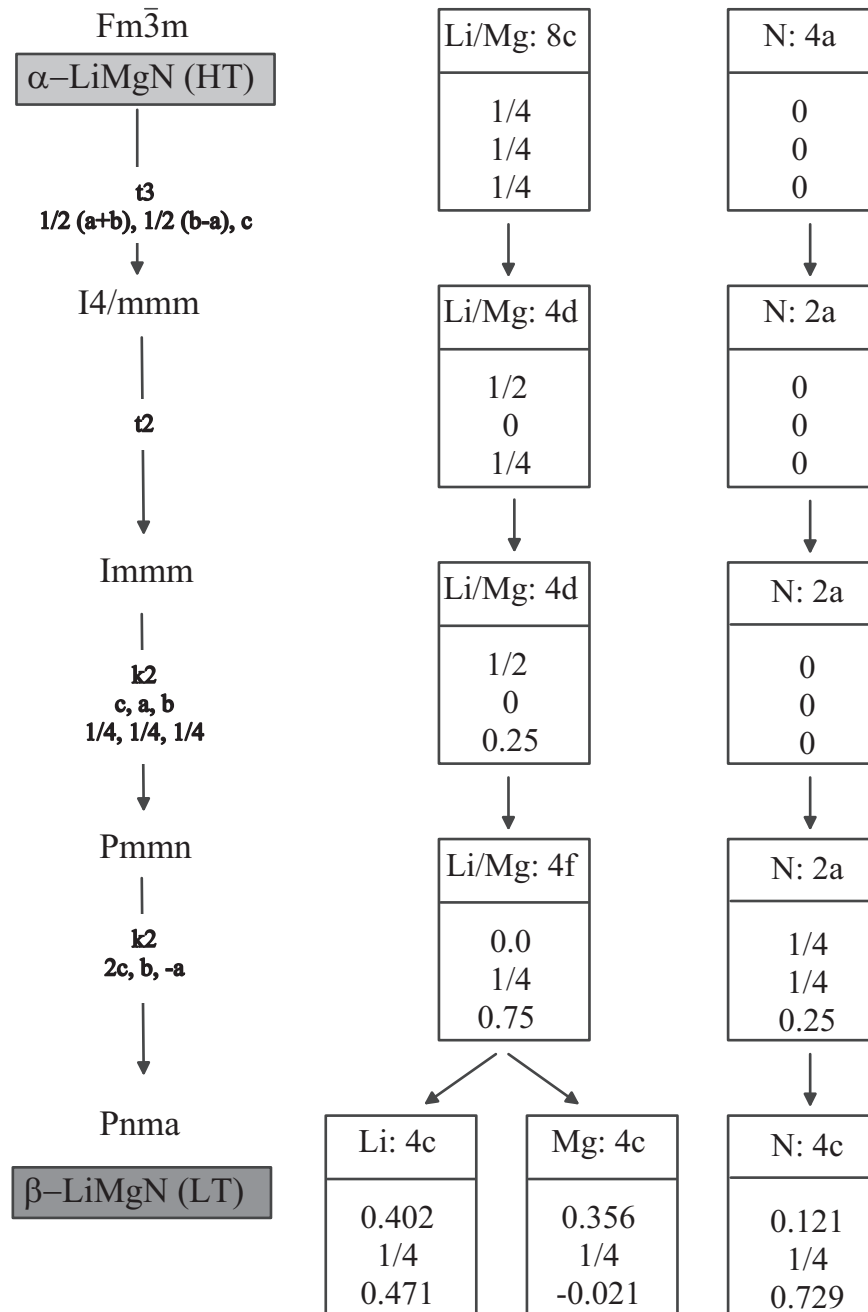 Fm3̄m
α–LiMgN (HT)
Li/Mg: 8c
1/4
1/4
1/4
N: 4a
0
0
0
t3
1/2 (a+b), 1/2 (b-a), c
I4/mmm
Li/Mg: 4d
1/2
0
1/4
N: 2a
0
0
0
t2
Immm
Li/Mg: 4d
1/2
0
0.25
N: 2a
0
0
0
k2
c, a, b
1/4, 1/4, 1/4
Pmmn
Li/Mg: 4f
0.0
1/4
0.75
N: 2a
1/4
1/4
0.25
k2
2c, b, -a
Pnma
β–LiMgN (LT)
Li: 4c
0.402
1/4
0.471
Mg: 4c
0.356
1/4
-0.021
N: 4c
0.121
1/4
0.729